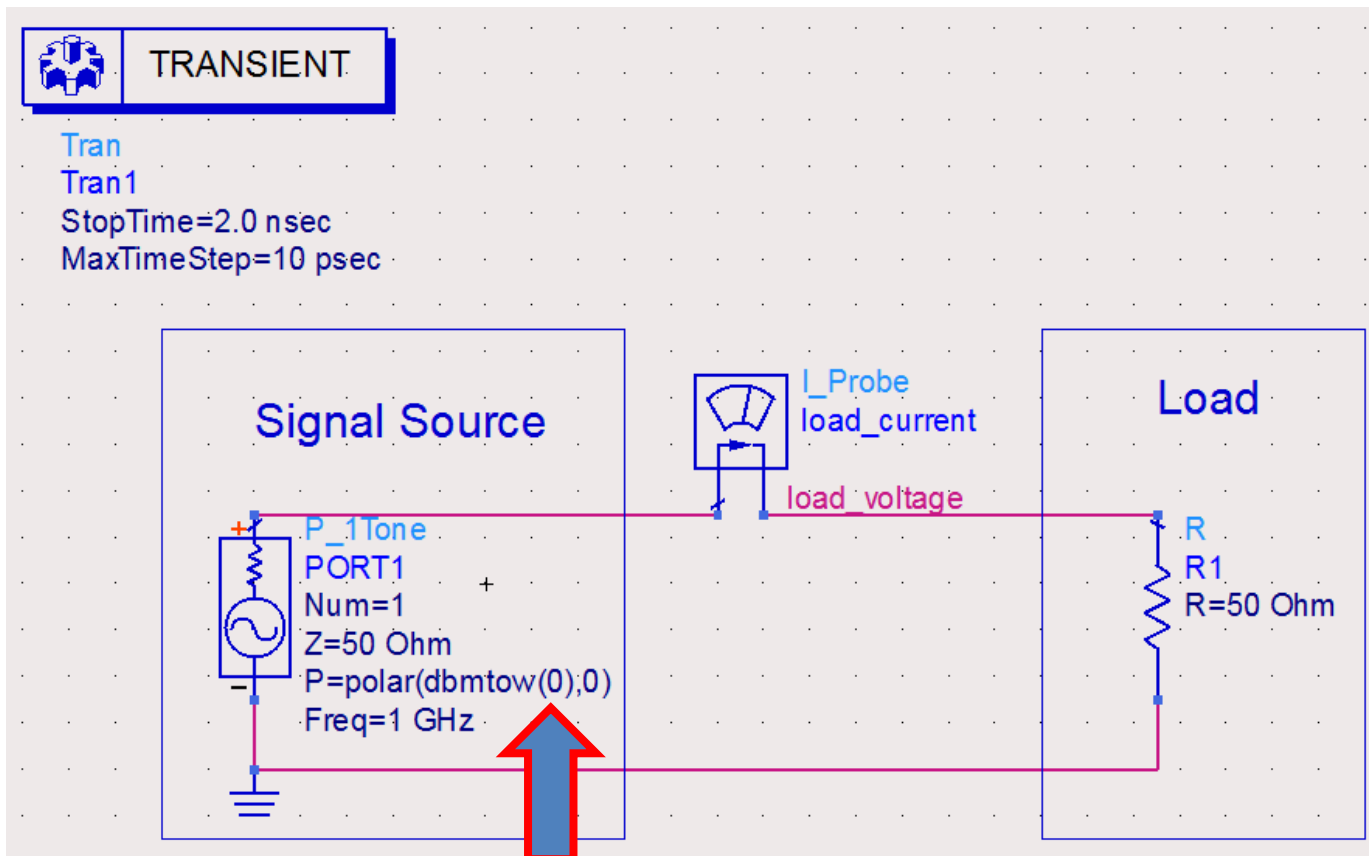 TRANSIENT
Tran
Tran1
StopTime=2.0 nsec
MaxTimeStep=10 psec
Signal Source
I_Probe
load_current
Load
load_voltage
+
P_1Tone
PORT1
Num=1
Z=50 Ohm
P=polar(dbmtow(0),0)
Freq=1 GHz
-
R
R1
R=50 Ohm